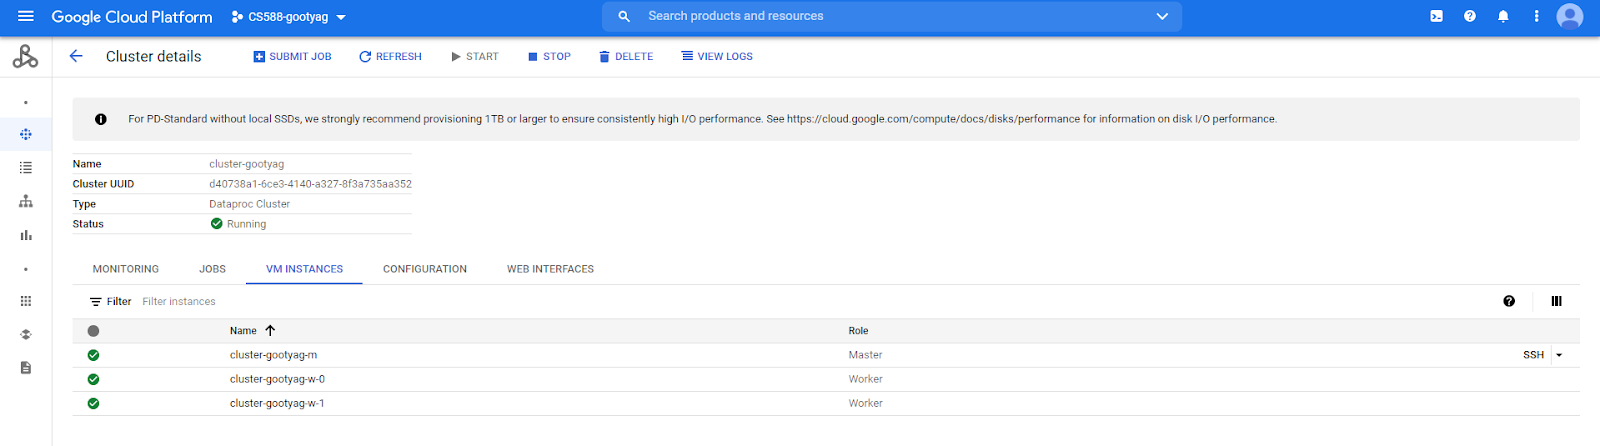 Google Cloud Platform CS588-gootyag Search products and resources
Cluster details SUBMIT JOB REFRESH START STOP DELETE VIEW LOGS
For PD-Standard without local SSDs, we strongly recommend provisioning 1TB or larger to ensure consistently high I/O performance. See https://cloud.google.com/compute/docs/disks/performance for information on disk I/O performance.
Name cluster-gootyag
Cluster UUID d40738a1-6ce3-4140-a327-8f3a735aa352
Type Dataproc Cluster
Status Running
MONITORING JOBS VM INSTANCES CONFIGURATION WEB INTERFACES
Filter Filter instances
Name Role
cluster-gootyag-m Master SSH
cluster-gootyag-w-0 Worker
cluster-gootyag-w-1 Worker